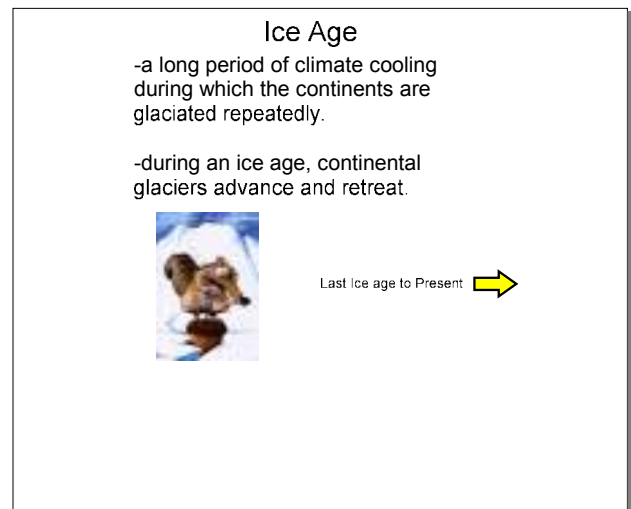 Ice Age
-a long period of climate cooling
during which the continents are
glaciated repeatedly.
-during an ice age, continental
glaciers advance and retreat.
Last Ice age to Present